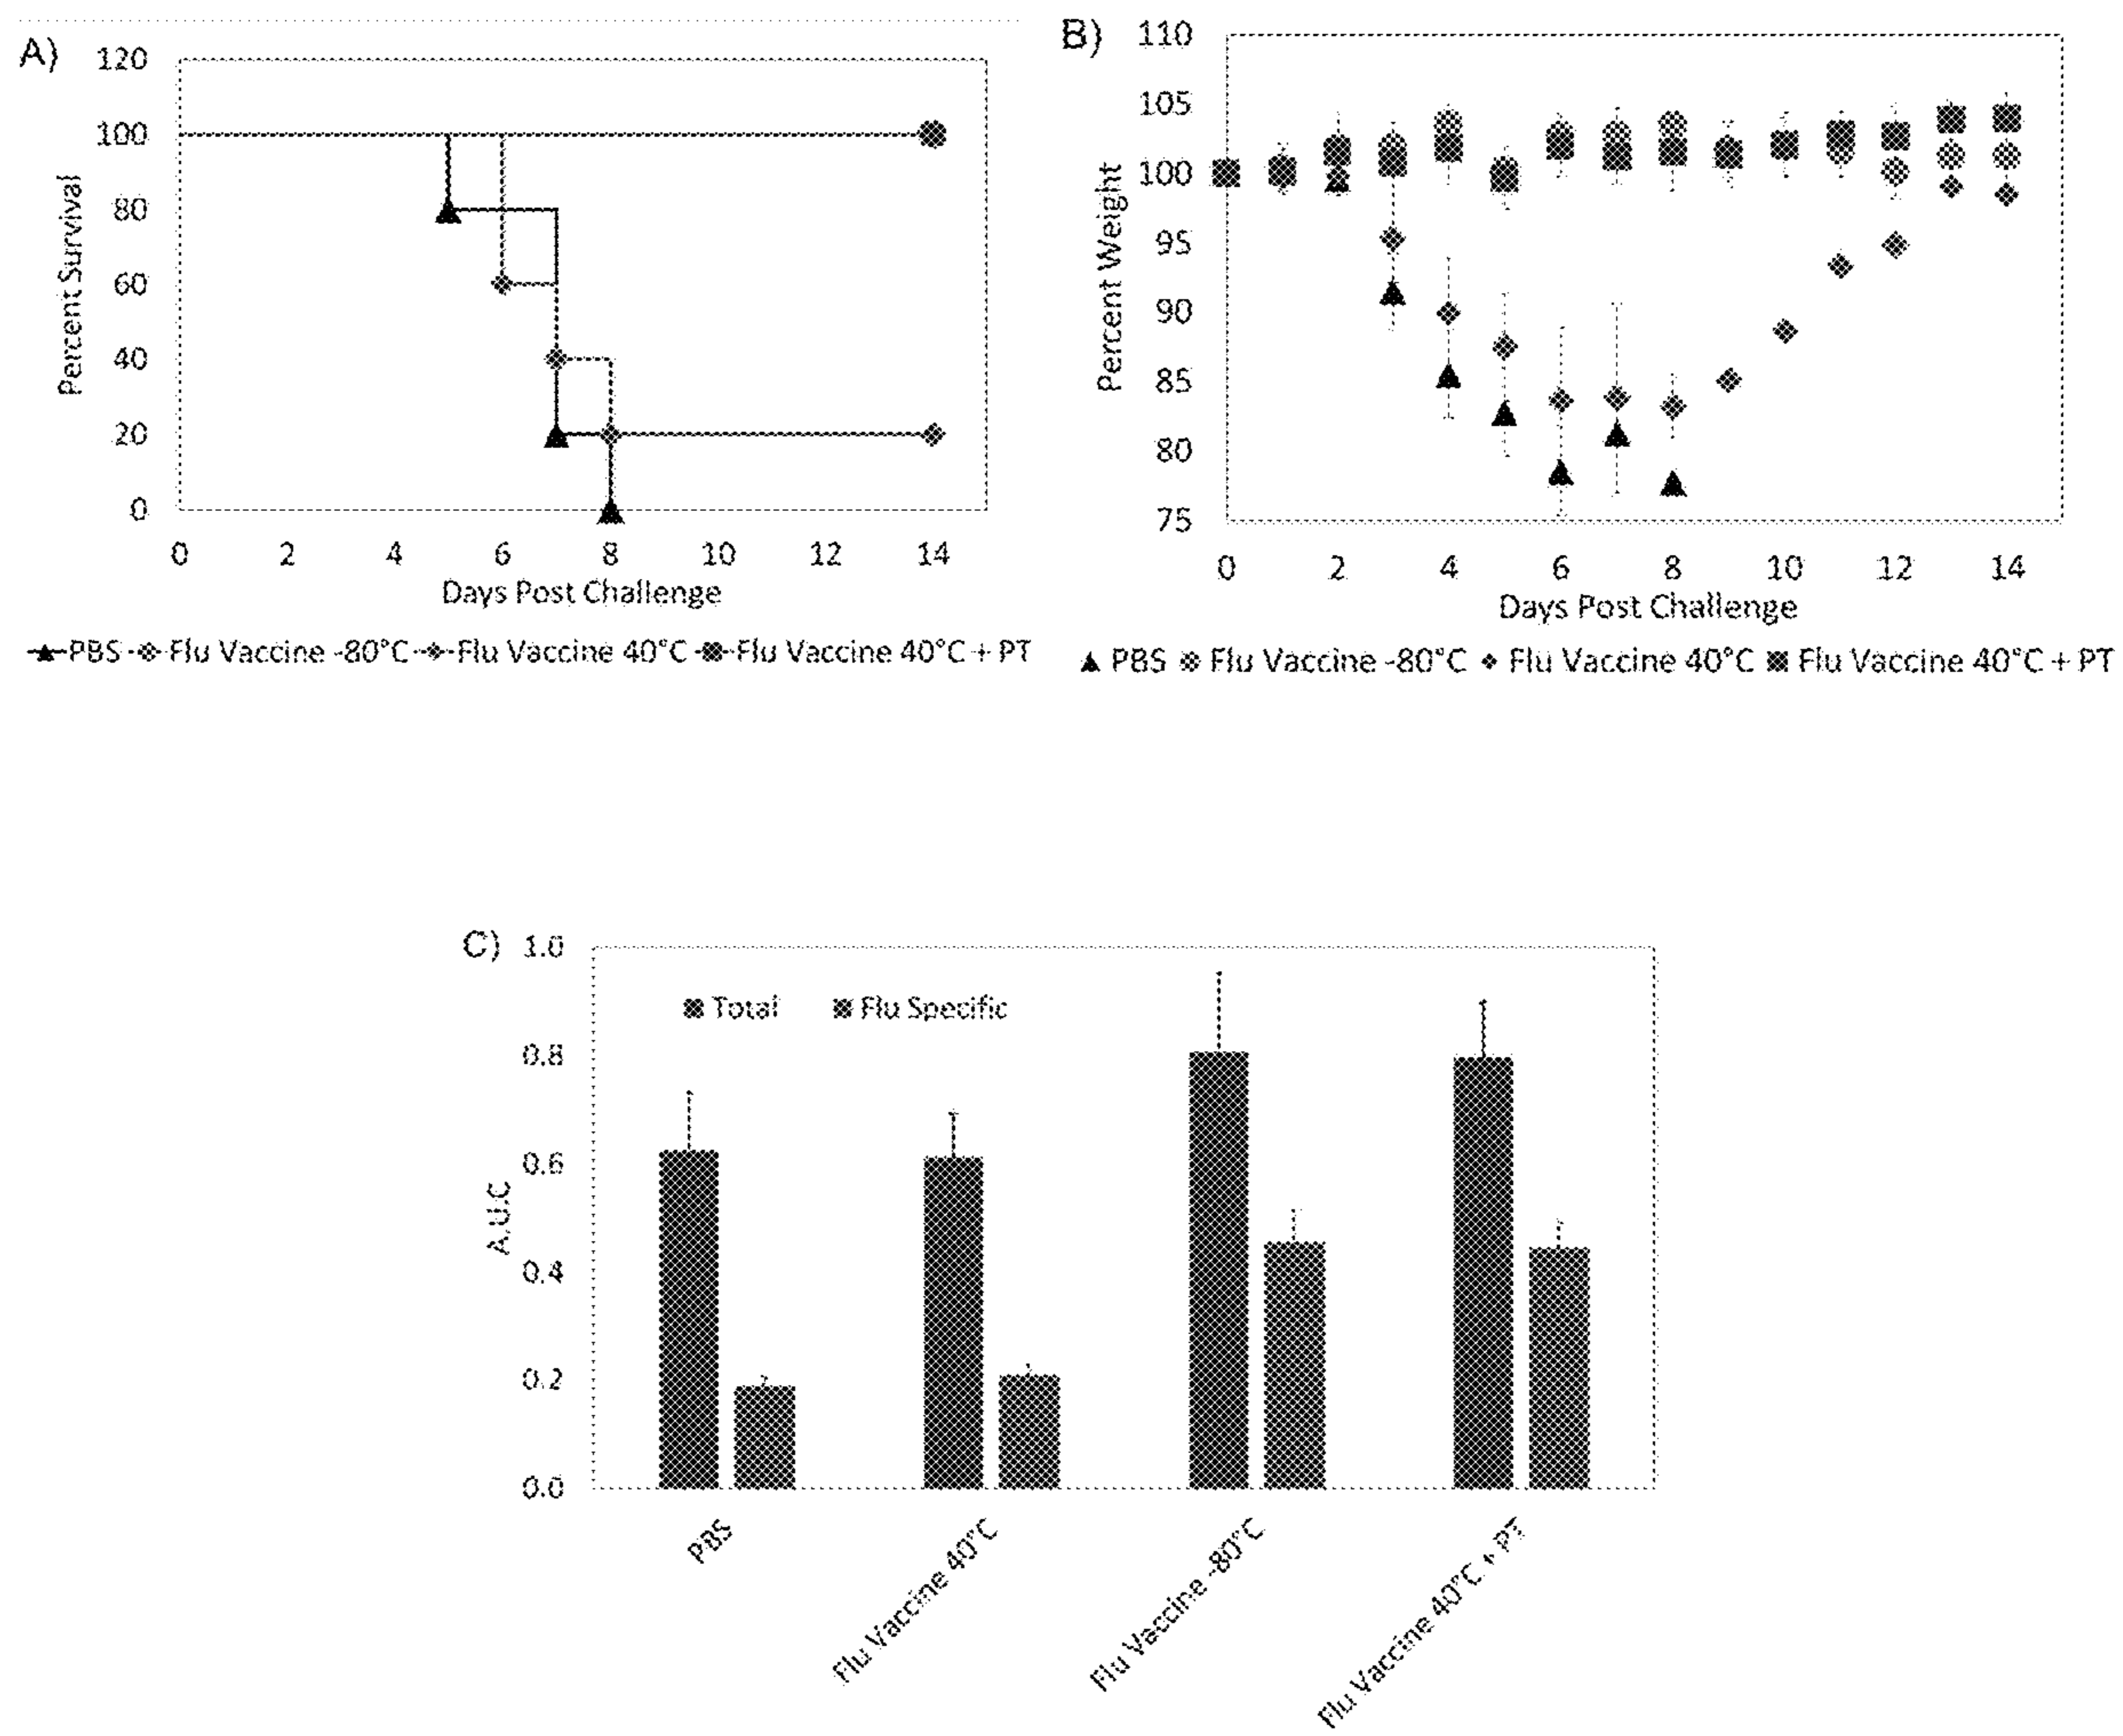 A)
120
100
80
60
40
20
0
Percent Survival
0 2 4 6 8 10 12 14
Days Post Challenge
PBS Flu Vaccine -80°C Flu Vaccine 40°C Flu Vaccine 40°C + PT
B)
110
105
100
95
90
85
80
75
Percent Weight
0 2 4 6 8 10 12 14
Days Post Challenge
PBS Flu Vaccine -80°C Flu Vaccine 40°C Flu Vaccine 40°C + PT
C)
1.0
0.8
0.6
0.4
0.2
0.0
A.U.C
Total Flu Specific
PBS
Flu Vaccine 40°C
Flu Vaccine -80°C
Flu Vaccine 40°C + PT